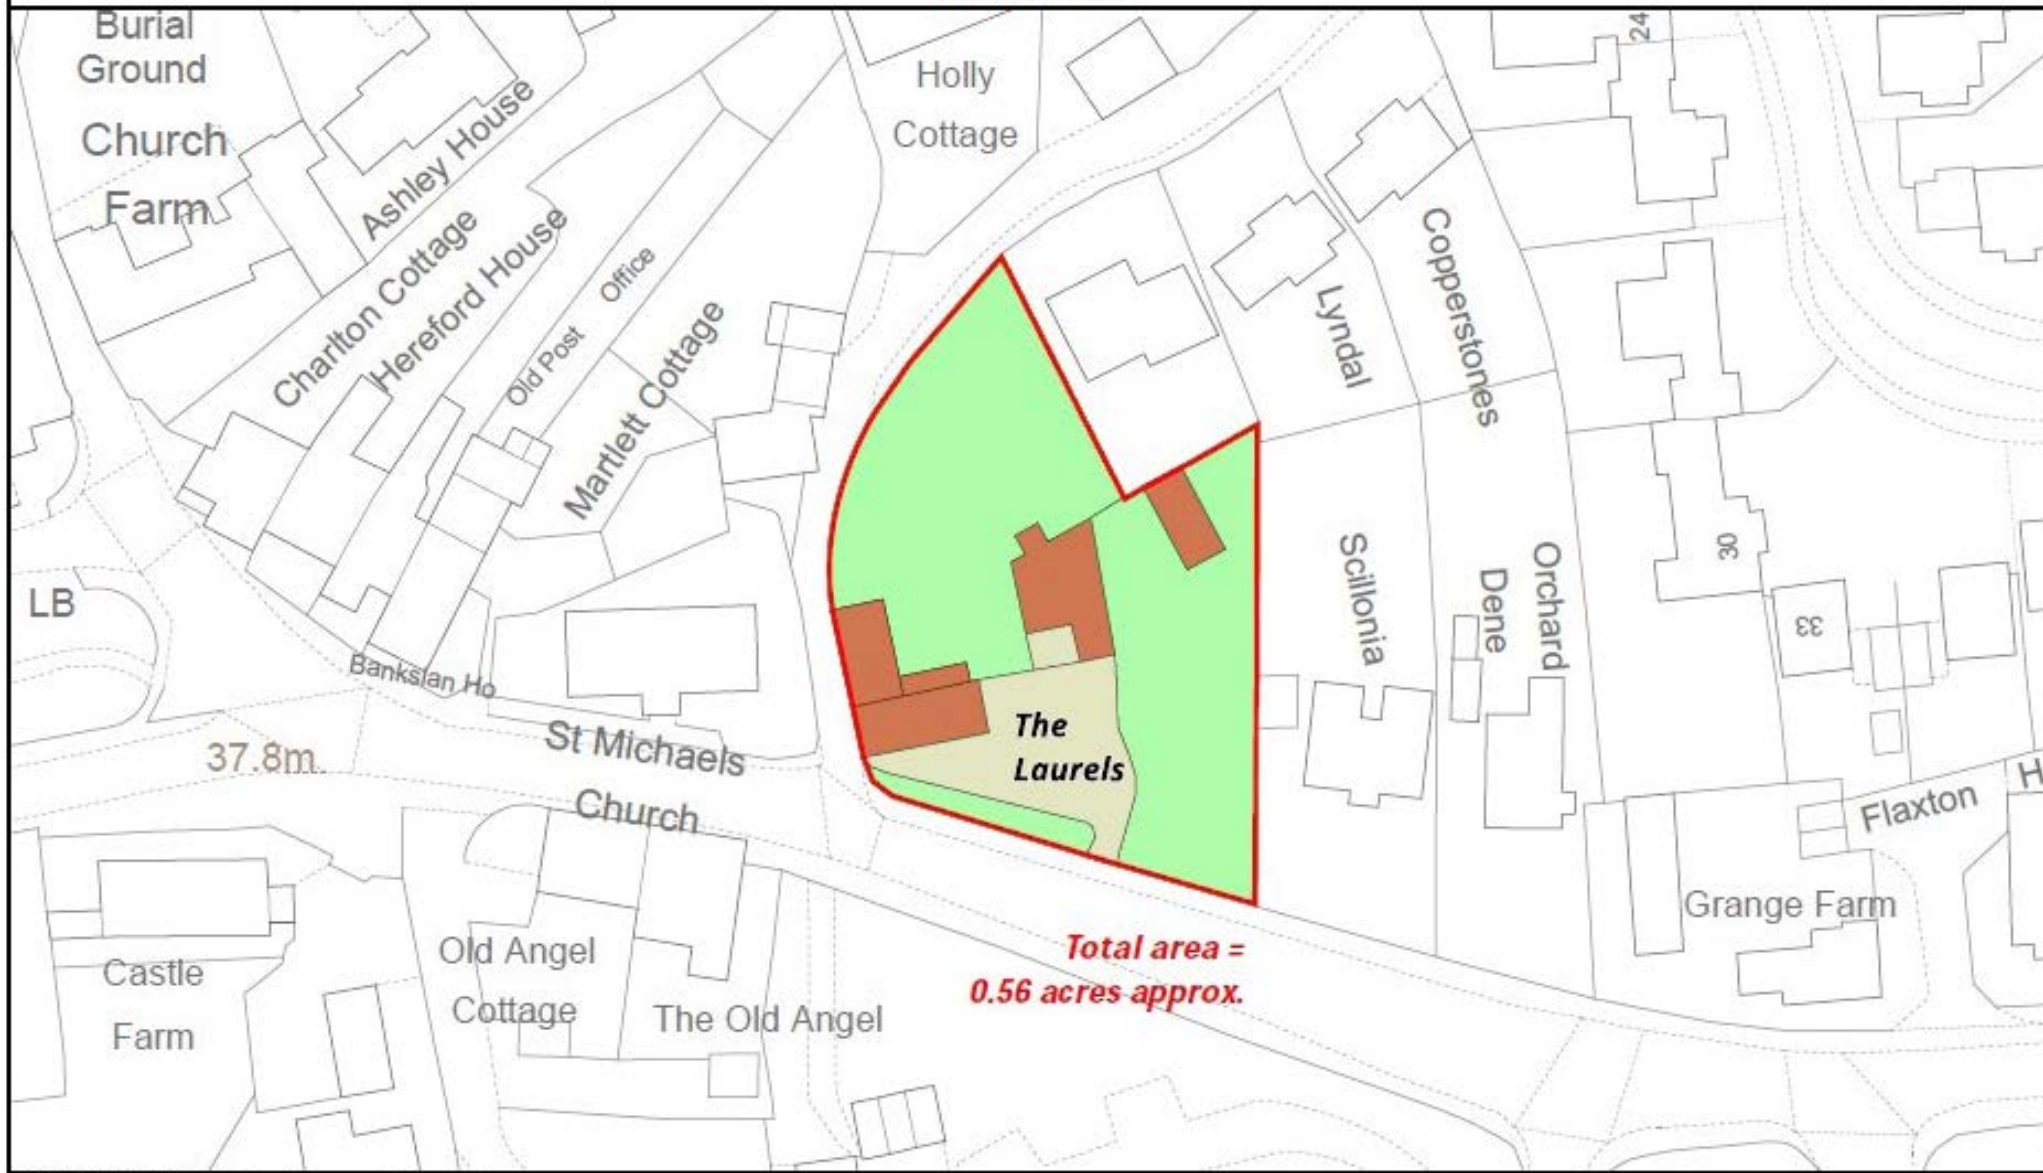 Burial
Ground
Church
Farm
Ashley House
Charlton Cottage
Hereford House
Old Post Office
Martlett Cottage
Holly
Cottage
24
Lyndal
Copperstones
Scillonia
Dene
Orchard
30
33
LB
Banksian Ho
37.8m
St Michaels
Church
The
Laurels
Total area =
0.56 acres approx.
Castle
Farm
Old Angel
Cottage
The Old Angel
Grange Farm
Flaxton
H